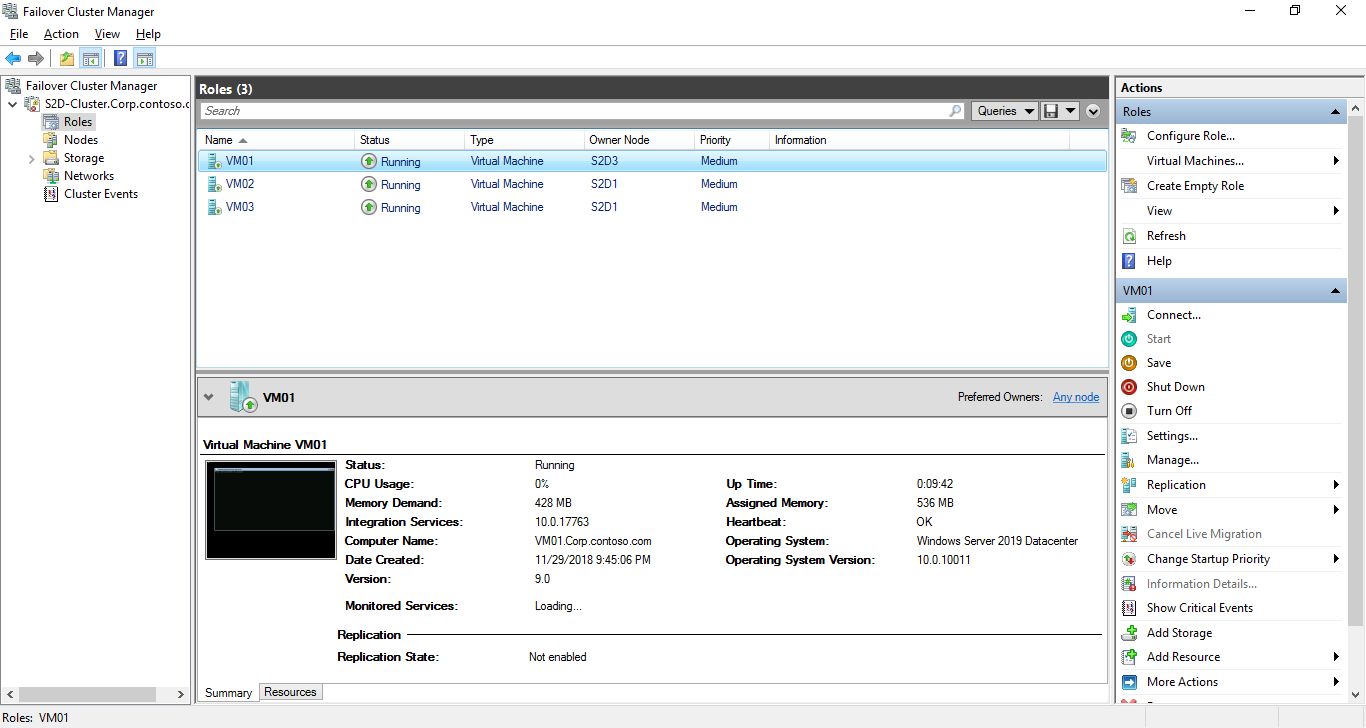 Failover Cluster Manager
File Action View Help
Failover Cluster Manager
S2D-Cluster.Corp.contoso.c
Roles
Nodes
Storage
Networks
Cluster Events
Roles (3)
Search
Queries
Name Status Type Owner Node Priority Information
VM01 Running Virtual Machine S2D3 Medium
VM02 Running Virtual Machine S2D1 Medium
VM03 Running Virtual Machine S2D1 Medium
VM01 Preferred Owners: Any node
Virtual Machine VM01
Status: Running
CPU Usage: 0% Up Time: 0:09:42
Memory Demand: 428 MB Assigned Memory: 536 MB
Integration Services: 10.0.17763 Heartbeat: OK
Computer Name: VM01.Corp.contoso.com Operating System: Windows Server 2019 Datacenter
Date Created: 11/29/2018 9:45:06 PM Operating System Version: 10.0.10011
Version: 9.0
Monitored Services: Loading...
Replication
Replication State: Not enabled
Summary Resources
Actions
Roles
Configure Role...
Virtual Machines...
Create Empty Role
View
Refresh
Help
VM01
Connect...
Start
Save
Shut Down
Turn Off
Settings...
Manage...
Replication
Move
Cancel Live Migration
Change Startup Priority
Information Details...
Show Critical Events
Add Storage
Add Resource
More Actions
Roles: VM01